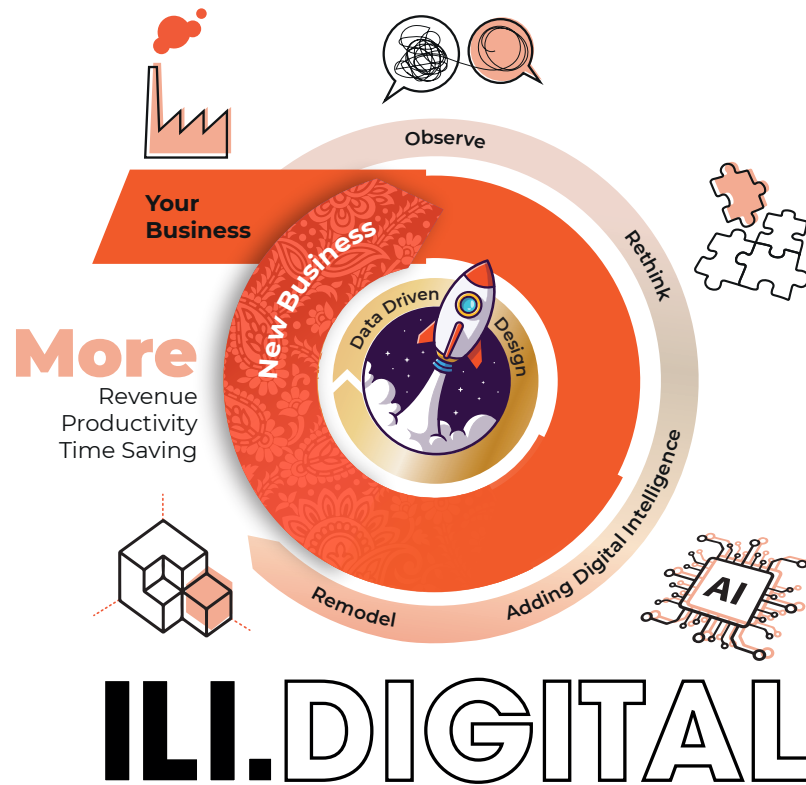 Observe
Your
Business
New Business
Rethink
Data Driven
Design
More
Revenue
Productivity
Time Saving
Adding Digital Intelligence
AI
Remodel
ILI.DIGITAL